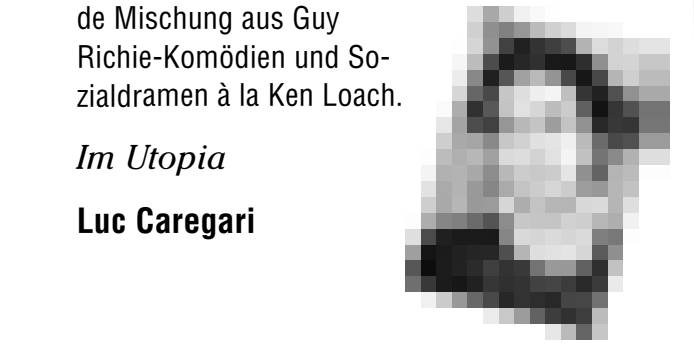 de Mischung aus Guy
Richie-Komödien und So-
zialdramen à la Ken Loach.
Im Utopia
Luc Caregari